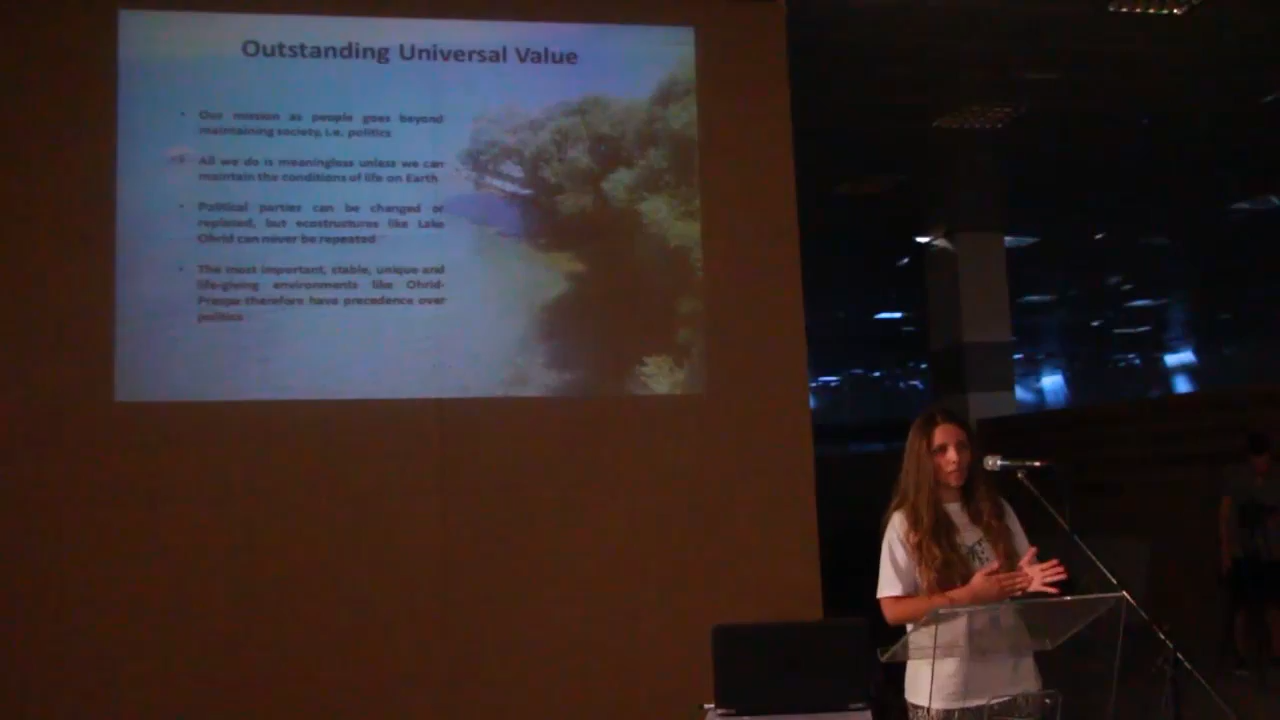 Outstanding Universal Value
• Our mission as people goes beyond
maintaining society, i.e. politics
• All we do is meaningless unless we can
maintain the conditions of life on Earth
• Political parties can be changed or
replaced, but ecostructures like Lake
Ohrid can never be repeated
• The most important, stable, unique and
life-giving environments like Ohrid-
Prespa therefore have precedence over
politics